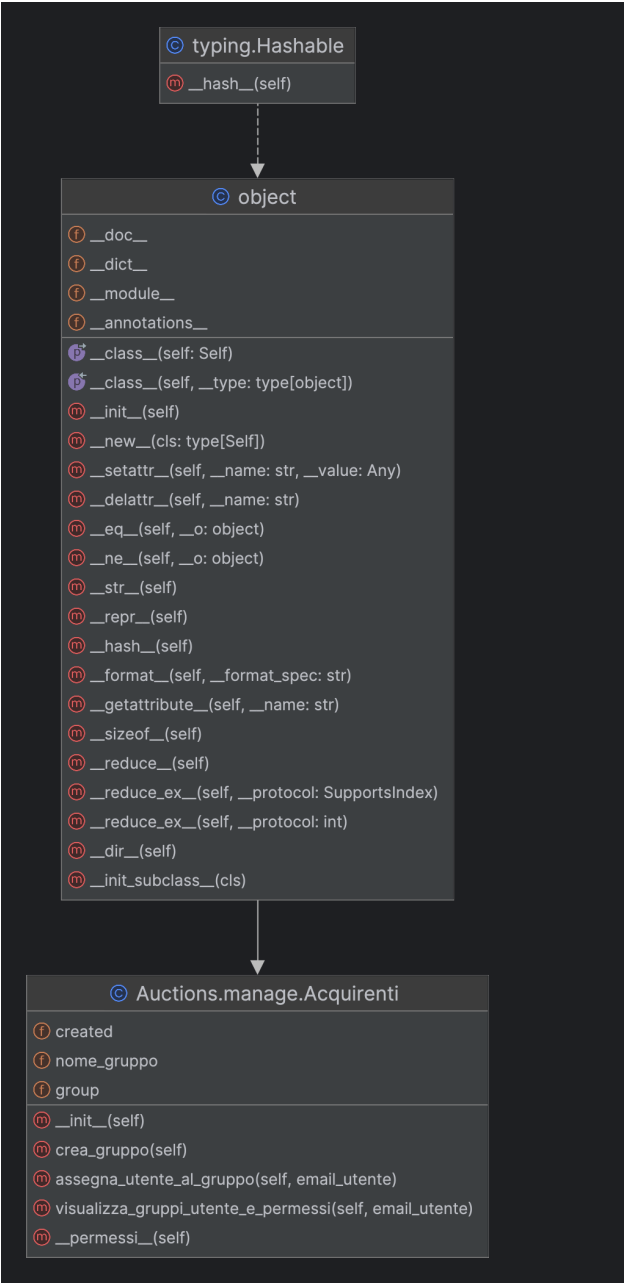 typing.Hashable
__hash__(self)
object
__doc__
__dict__
__module__
__annotations__
__class__(self: Self)
__class__(self, __type: type[object])
__init__(self)
__new__(cls: type[Self])
__setattr__(self, __name: str, __value: Any)
__delattr__(self, __name: str)
__eq__(self, __o: object)
__ne__(self, __o: object)
__str__(self)
__repr__(self)
__hash__(self)
__format__(self, __format_spec: str)
__getattribute__(self, __name: str)
__sizeof__(self)
__reduce__(self)
__reduce_ex__(self, __protocol: SupportsIndex)
__reduce_ex__(self, __protocol: int)
__dir__(self)
__init_subclass__(cls)
Auctions.manage.Acquirenti
created
nome_gruppo
group
__init__(self)
crea_gruppo(self)
assegna_utente_al_gruppo(self, email_utente)
visualizza_gruppi_utente_e_permessi(self, email_utente)
__permessi__(self)